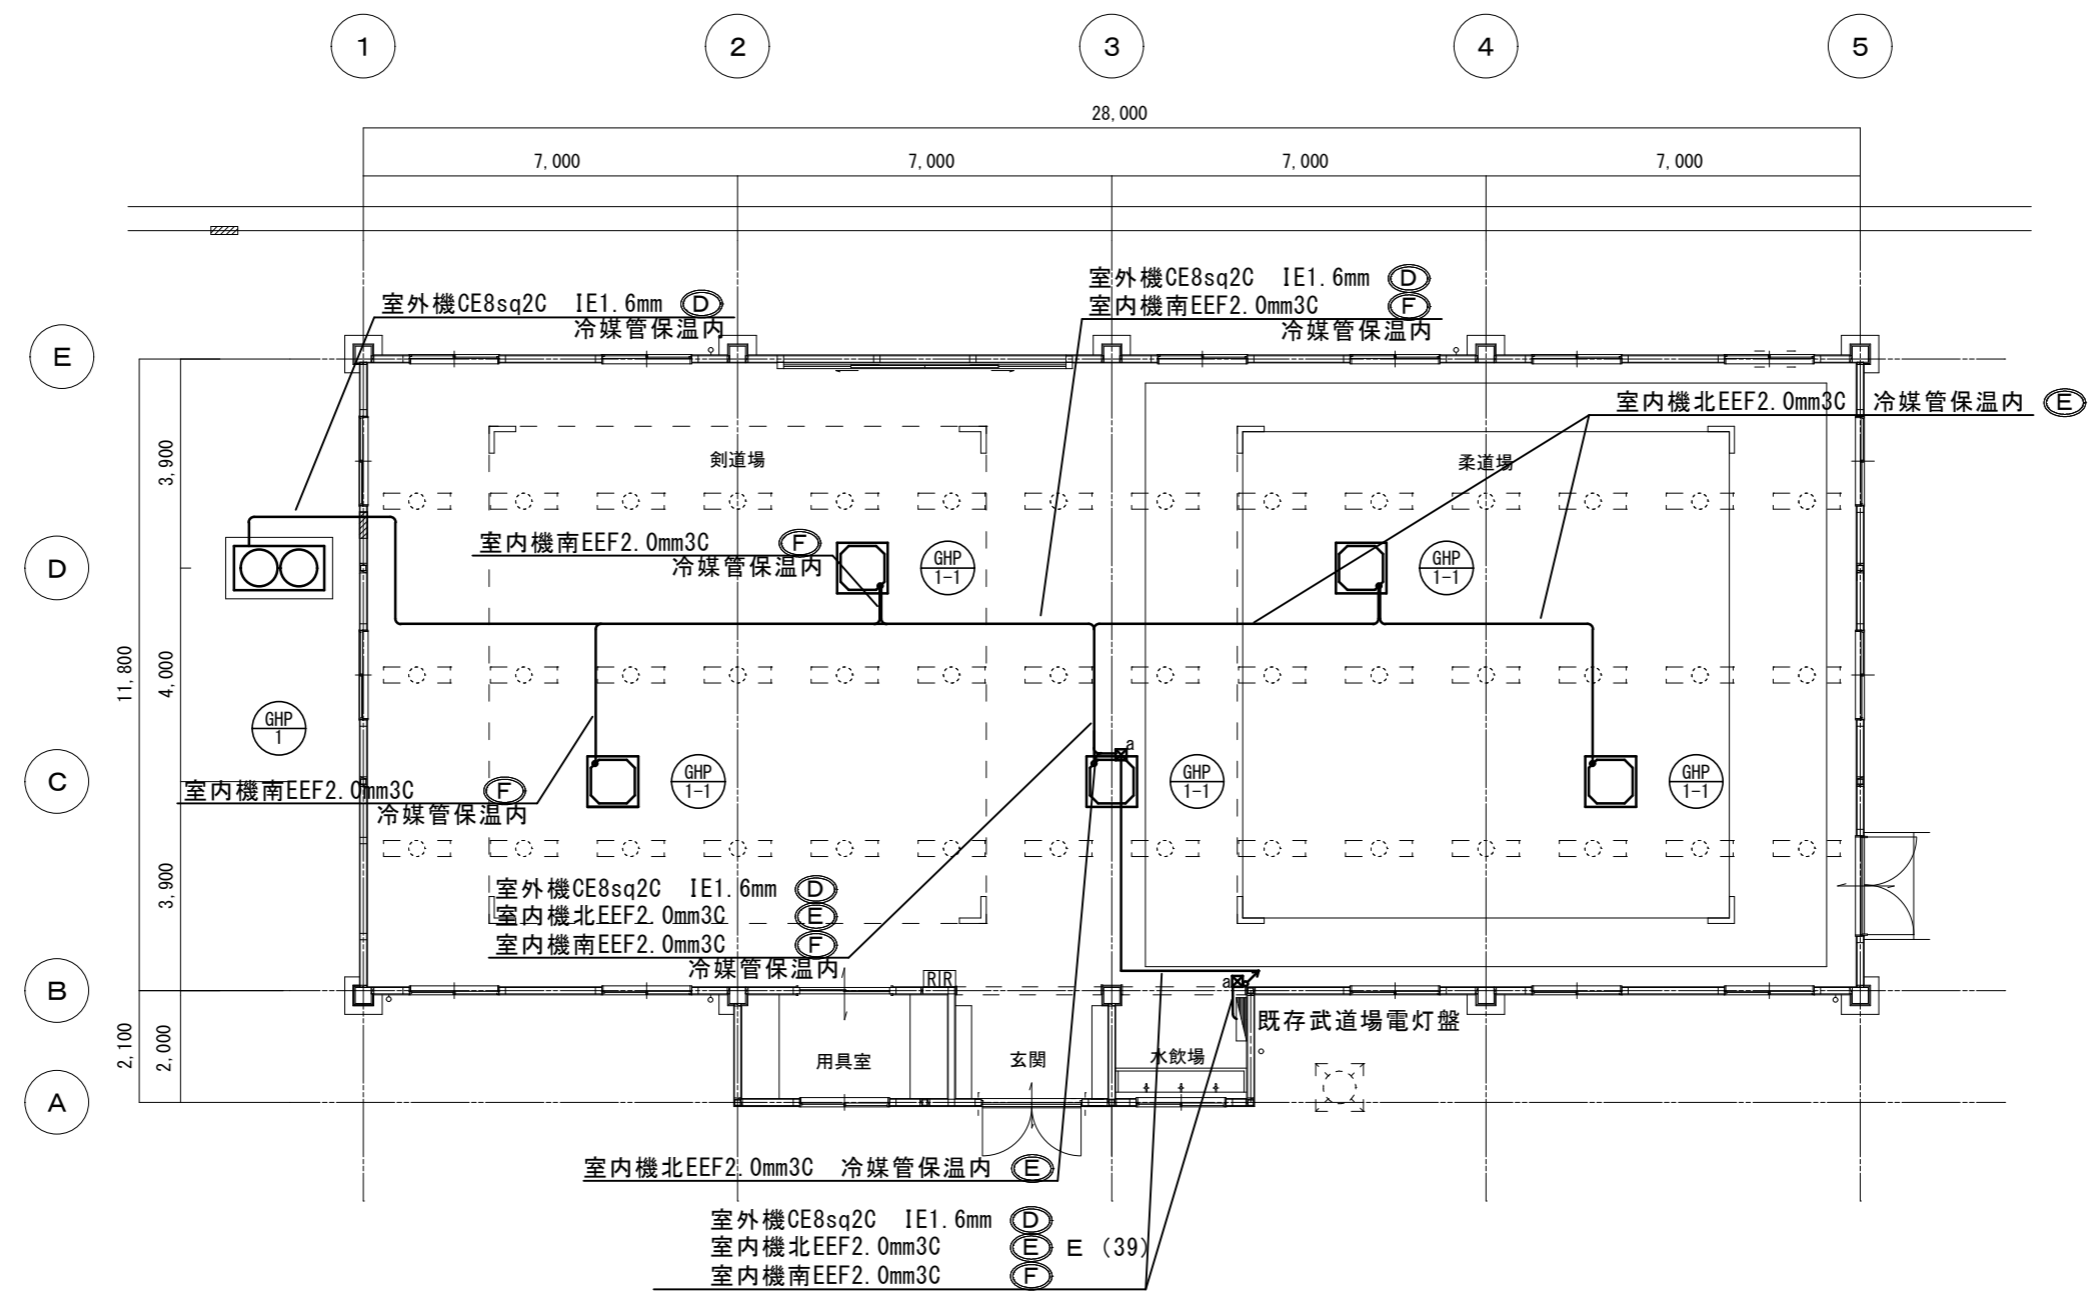 1
2
3
4
5
28,000
7,000
7,000
7,000
7,000
室外機CE8sq2C IE1.6mm D
冷媒管保温内
室外機CE8sq2C IE1.6mm D
室内機南EEF2.0mm3C F
冷媒管保温内
E
室内機北EEF2.0mm3C 冷媒管保温内 E
3,900
剣道場
柔道場
室内機南EEF2.0mm3C F
冷媒管保温内
D
GHP
1-1
GHP
1-1
11,800
4,000
GHP
1
a
C
GHP
1-1
GHP
1-1
GHP
1-1
室内機南EEF2.0mm3C F
冷媒管保温内
3,900
室外機CE8sq2C IE1.6mm D
室内機北EEF2.0mm3C E
室内機南EEF2.0mm3C F
冷媒管保温内
RR
a
B
既存武道場電灯盤
2,100
2,000
用具室
玄関
水飲場
A
室内機北EEF2.0mm3C 冷媒管保温内 E
室外機CE8sq2C IE1.6mm D
室内機北EEF2.0mm3C E E (39)
室内機南EEF2.0mm3C F